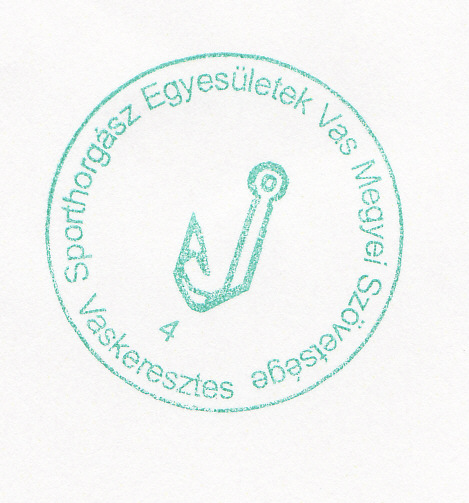 Sporthorgász Egyesületek Vas Megyei Szövetsége
Vaskeresztes
4